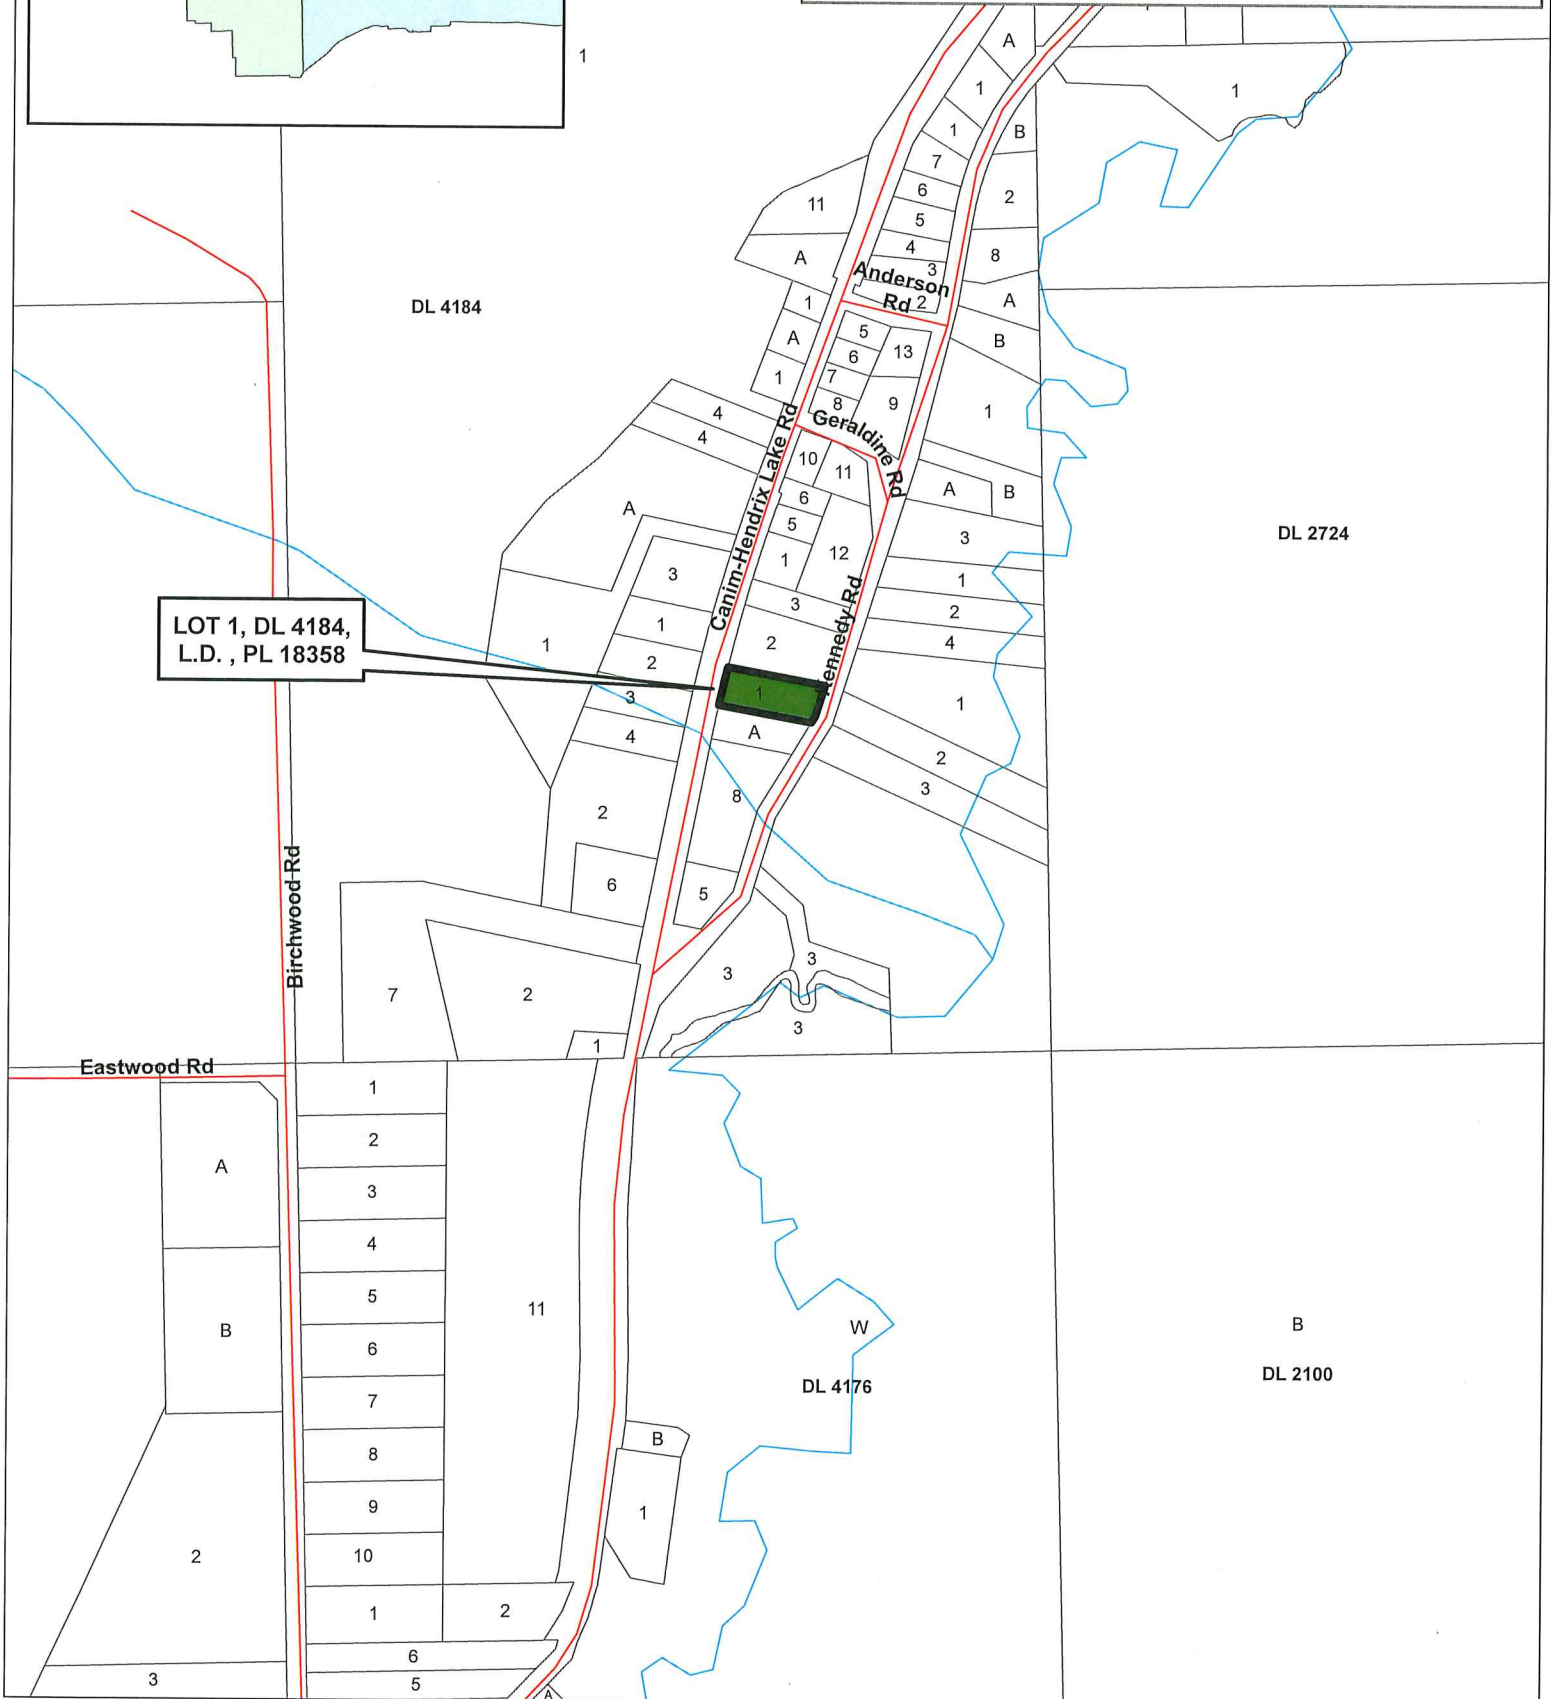 1
A
1
1
1
B
7
6
2
11
5
4
8
A
3
Anderson
Rd
2
A
1
DL 4184
5
B
A
13
6
1
7
8
9
1
4
Geraldine Rd
4
Canim-Hendrix Lake Rd
10
11
A
B
6
A
5
3
DL 2724
12
1
3
1
3
2
1
Kennedy Rd
2
4
LOT 1, DL 4184,
L.D. , PL 18358
1
2
3
1
1
4
A
2
3
8
2
6
5
Birchwood Rd
3
3
7
2
3
1
Eastwood Rd
1
2
A
3
4
5
11
B
W
B
6
DL 4176
DL 2100
7
B
8
9
1
10
2
1
2
6
3
5
A